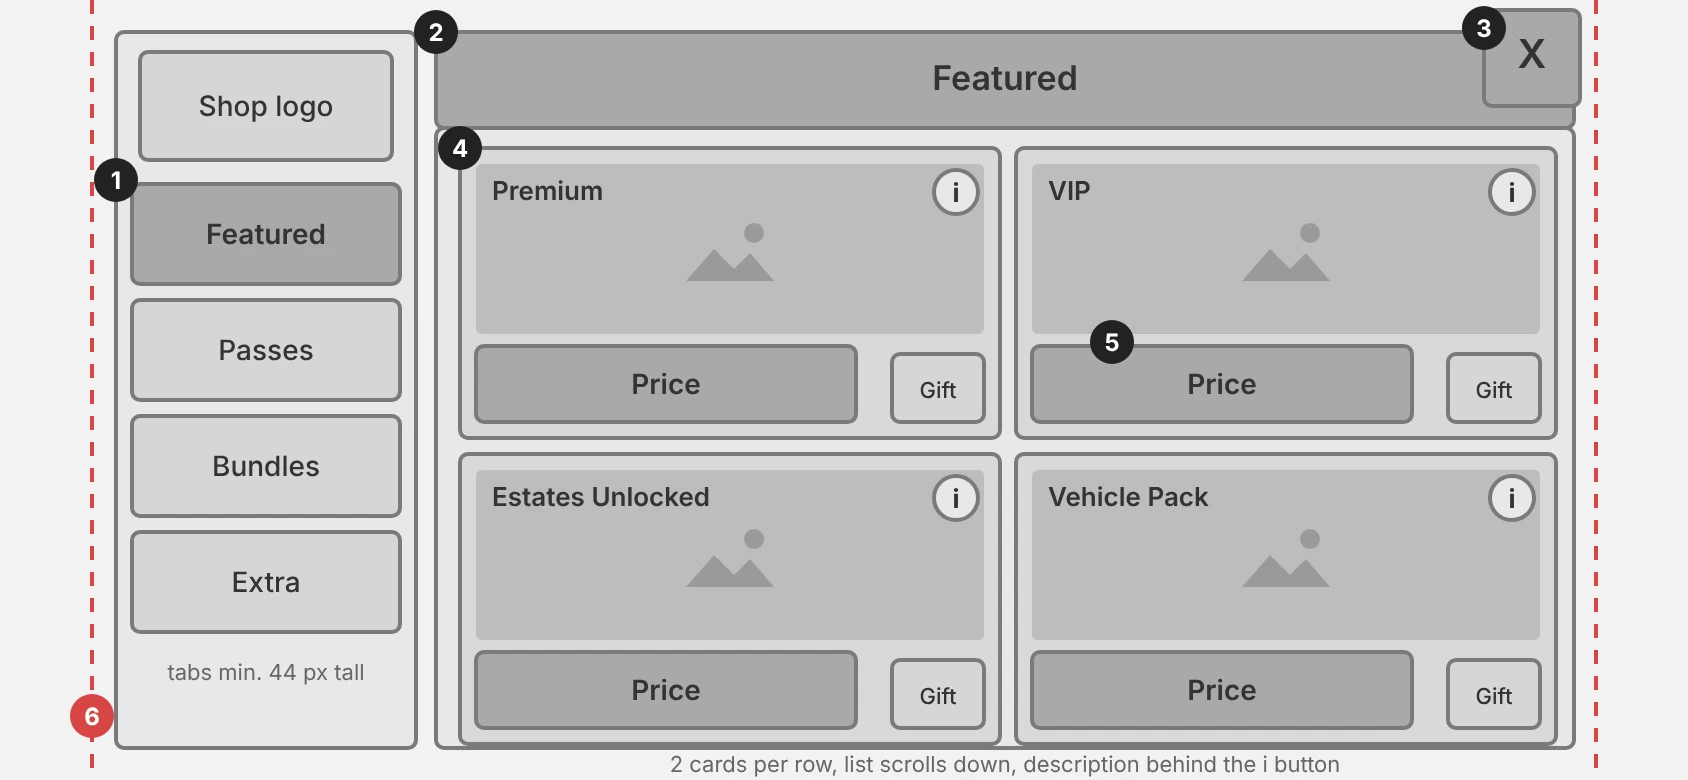 2
3
X
Featured
Shop logo
1
Featured
Passes
Bundles
Extra
tabs min. 44 px tall
6
4
Premium
i
Price
Gift
VIP
i
5
Price
Gift
Estates Unlocked
i
Price
Gift
Vehicle Pack
i
Price
Gift
2 cards per row, list scrolls down, description behind the i button